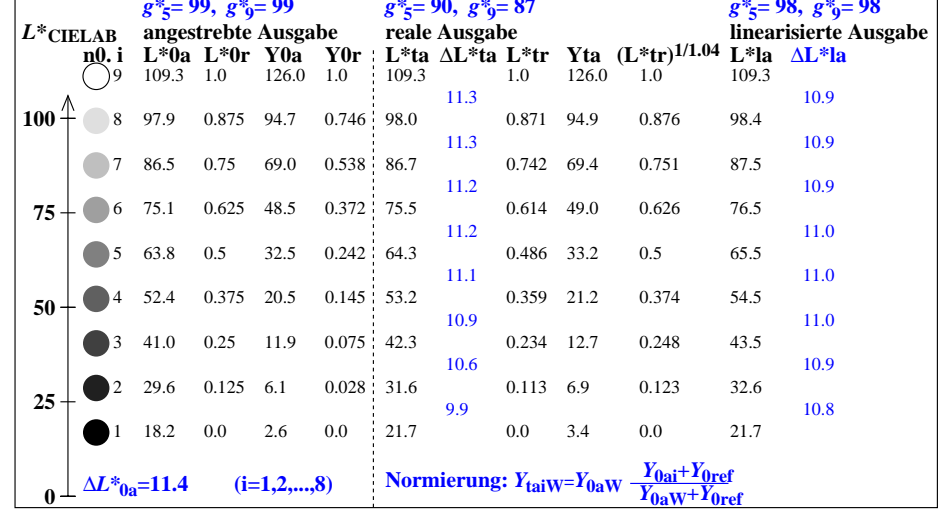 g*5= 99, g*9= 99 g*5= 90, g*9= 87 g*5= 98, g*9= 98
L*CIELAB angestrebte Ausgabe reale Ausgabe linearisierte Ausgabe
n0. i L*0a L*0r Y0a Y0r L*ta ΔL*ta L*tr Yta (L*tr)1/1.04 L*la ΔL*la
9 109.3 1.0 126.0 1.0 109.3 1.0 126.0 1.0 109.3
11.3 10.9
100 8 97.9 0.875 94.7 0.746 98.0 0.871 94.9 0.876 98.4
11.3 10.9
7 86.5 0.75 69.0 0.538 86.7 0.742 69.4 0.751 87.5
11.2 10.9
75 6 75.1 0.625 48.5 0.372 75.5 0.614 49.0 0.626 76.5
11.2 11.0
5 63.8 0.5 32.5 0.242 64.3 0.486 33.2 0.5 65.5
11.1 11.0
50 4 52.4 0.375 20.5 0.145 53.2 0.359 21.2 0.374 54.5
10.9 11.0
3 41.0 0.25 11.9 0.075 42.3 0.234 12.7 0.248 43.5
10.6 10.9
2 29.6 0.125 6.1 0.028 31.6 0.113 6.9 0.123 32.6
25 9.9 10.8
1 18.2 0.0 2.6 0.0 21.7 0.0 3.4 0.0 21.7
0 ΔL*0a=11.4 (i=1,2,...,8) Normierung: YtaiW=Y0aW Y0ai+Y0ref
Y0aW+Y0ref